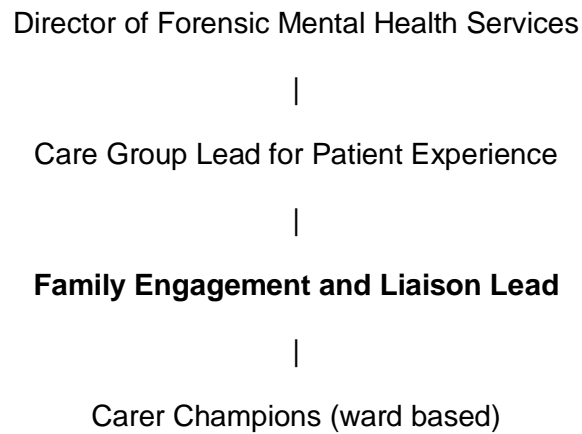 Director of Forensic Mental Health Services
|
Care Group Lead for Patient Experience
|
Family Engagement and Liaison Lead
|
Carer Champions (ward based)